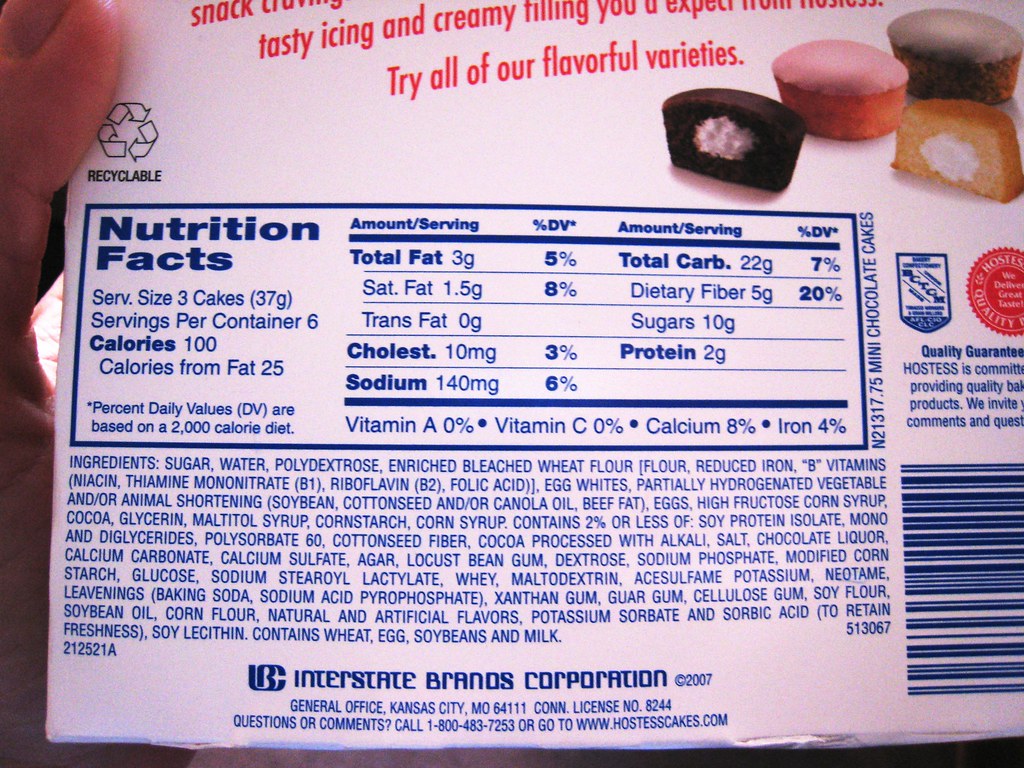 snack
tasty icing and creamy filling you'd expect from Hostess.
Try all of our flavorful varieties.
RECYCLABLE
Nutrition
Facts
Serv. Size 3 Cakes (37g)
Servings Per Container 6
Calories 100
Calories from Fat 25
*Percent Daily Values (DV) are
based on a 2,000 calorie diet.
Amount/Serving %DV* Amount/Serving %DV*
Total Fat 3g 5% Total Carb. 22g 7%
Sat. Fat 1.5g 8% Dietary Fiber 5g 20%
Trans Fat 0g Sugars 10g
Cholest. 10mg 3% Protein 2g
Sodium 140mg 6%
Vitamin A 0% • Vitamin C 0% • Calcium 8% • Iron 4%
N21317.75 MINI CHOCOLATE CAKES
HOSTESS
We
Deliver
Great
Taste!
QUALITY
AFL-CIO
CLC
Quality Guarantee
HOSTESS is committe
providing quality bak
products. We invite y
comments and quest
INGREDIENTS: SUGAR, WATER, POLYDEXTROSE, ENRICHED BLEACHED WHEAT FLOUR [FLOUR, REDUCED IRON, "B" VITAMINS
(NIACIN, THIAMINE MONONITRATE (B1), RIBOFLAVIN (B2), FOLIC ACID)], EGG WHITES, PARTIALLY HYDROGENATED VEGETABLE
AND/OR ANIMAL SHORTENING (SOYBEAN, COTTONSEED AND/OR CANOLA OIL, BEEF FAT), EGGS, HIGH FRUCTOSE CORN SYRUP,
COCOA, GLYCERIN, MALTITOL SYRUP, CORNSTARCH, CORN SYRUP. CONTAINS 2% OR LESS OF: SOY PROTEIN ISOLATE, MONO
AND DIGLYCERIDES, POLYSORBATE 60, COTTONSEED FIBER, COCOA PROCESSED WITH ALKALI, SALT, CHOCOLATE LIQUOR,
CALCIUM CARBONATE, CALCIUM SULFATE, AGAR, LOCUST BEAN GUM, DEXTROSE, SODIUM PHOSPHATE, MODIFIED CORN
STARCH, GLUCOSE, SODIUM STEAROYL LACTYLATE, WHEY, MALTODEXTRIN, ACESULFAME POTASSIUM, NEOTAME,
LEAVENINGS (BAKING SODA, SODIUM ACID PYROPHOSPHATE), XANTHAN GUM, GUAR GUM, CELLULOSE GUM, SOY FLOUR,
SOYBEAN OIL, CORN FLOUR, NATURAL AND ARTIFICIAL FLAVORS, POTASSIUM SORBATE AND SORBIC ACID (TO RETAIN
FRESHNESS), SOY LECITHIN. CONTAINS WHEAT, EGG, SOYBEANS AND MILK. 513067
212521A
IBC INTERSTATE BRANDS CORPORATION ©2007
GENERAL OFFICE, KANSAS CITY, MO 64111 CONN. LICENSE NO. 8244
QUESTIONS OR COMMENTS? CALL 1-800-483-7253 OR GO TO WWW.HOSTESSCAKES.COM